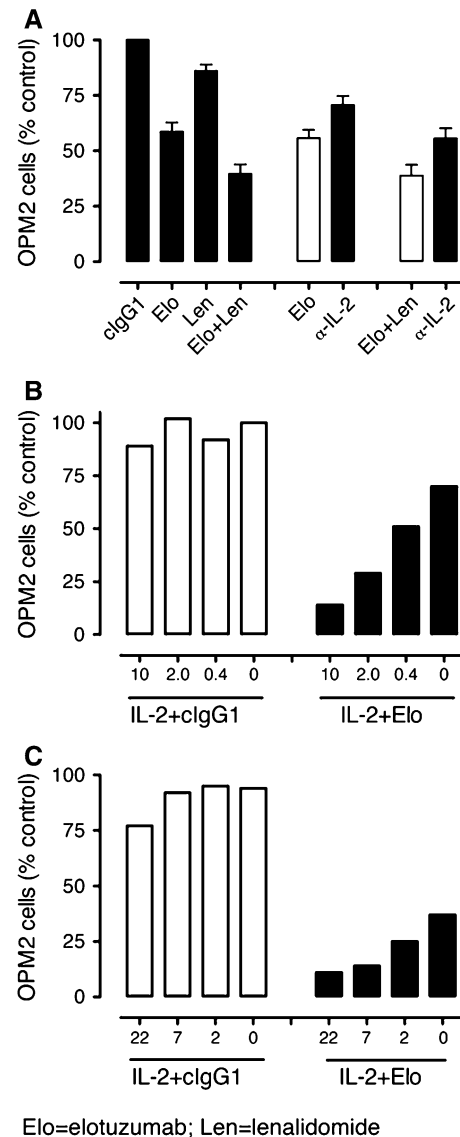 A
OPM2 cells (% control)
100
75
50
25
0
cIgG1 Elo Len Elo+Len Elo α-IL-2 Elo+Len α-IL-2
B
OPM2 cells (% control)
100
75
50
25
0
10 2.0 0.4 0 10 2.0 0.4 0
IL-2+cIgG1 IL-2+Elo
C
OPM2 cells (% control)
100
75
50
25
0
22 7 2 0 22 7 2 0
IL-2+cIgG1 IL-2+Elo
Elo=elotuzumab; Len=lenalidomide